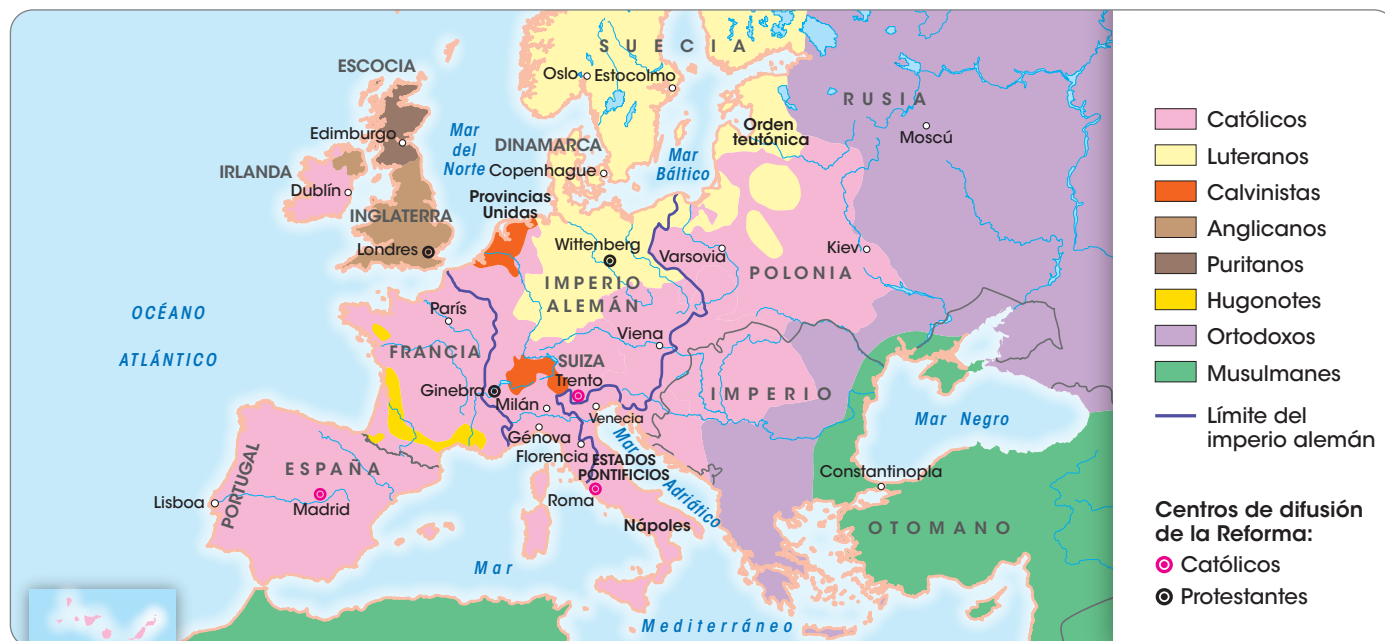 SUECIA
ESCOCIA
Oslo
Estocolmo
RUSIA
Edimburgo
Mar
del
Norte
DINAMARCA
Orden
teutónica
Moscú
IRLANDA
Copenhague
Mar
Báltico
Dublín
Provincias
Unidas
INGLATERRA
Londres
Wittenberg
Varsovia
Kiev
IMPERIO
ALEMÁN
POLONIA
OCÉANO
ATLÁNTICO
París
Viena
FRANCIA
SUIZA
Ginebra
Trento
Milán
IMPERIO
Venecia
Mar Negro
Génova
Florencia
Mar
Adriático
ESTADOS
PONTIFICIOS
ESPAÑA
PORTUGAL
Constantinopla
Lisboa
Madrid
Roma
Nápoles
OTOMANO
Mar
Mediterráneo
Católicos
Luteranos
Calvinistas
Anglicanos
Puritanos
Hugonotes
Ortodoxos
Musulmanes
Límite del
imperio alemán
Centros de difusión
de la Reforma:
Católicos
Protestantes